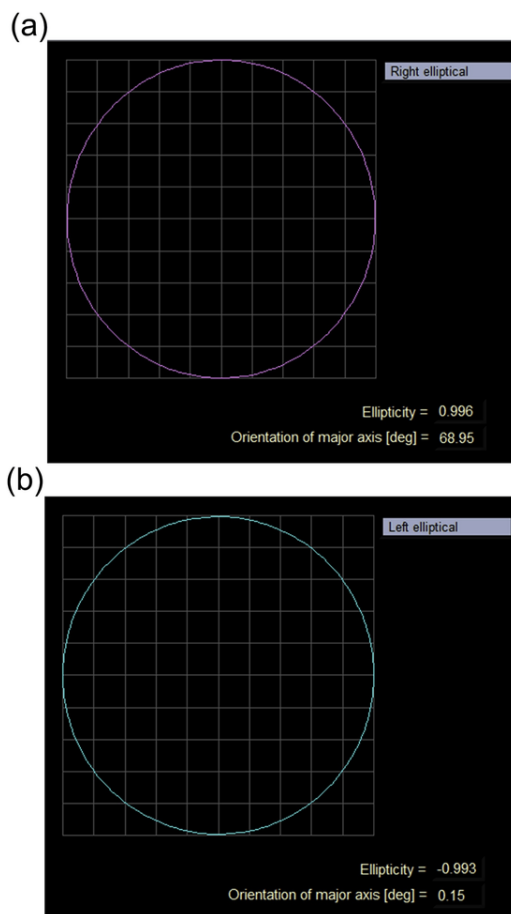 (a)
Right elliptical
Ellipticity = 0.996
Orientation of major axis [deg] = 68.95
(b)
Left elliptical
Ellipticity = -0.993
Orientation of major axis [deg] = 0.15